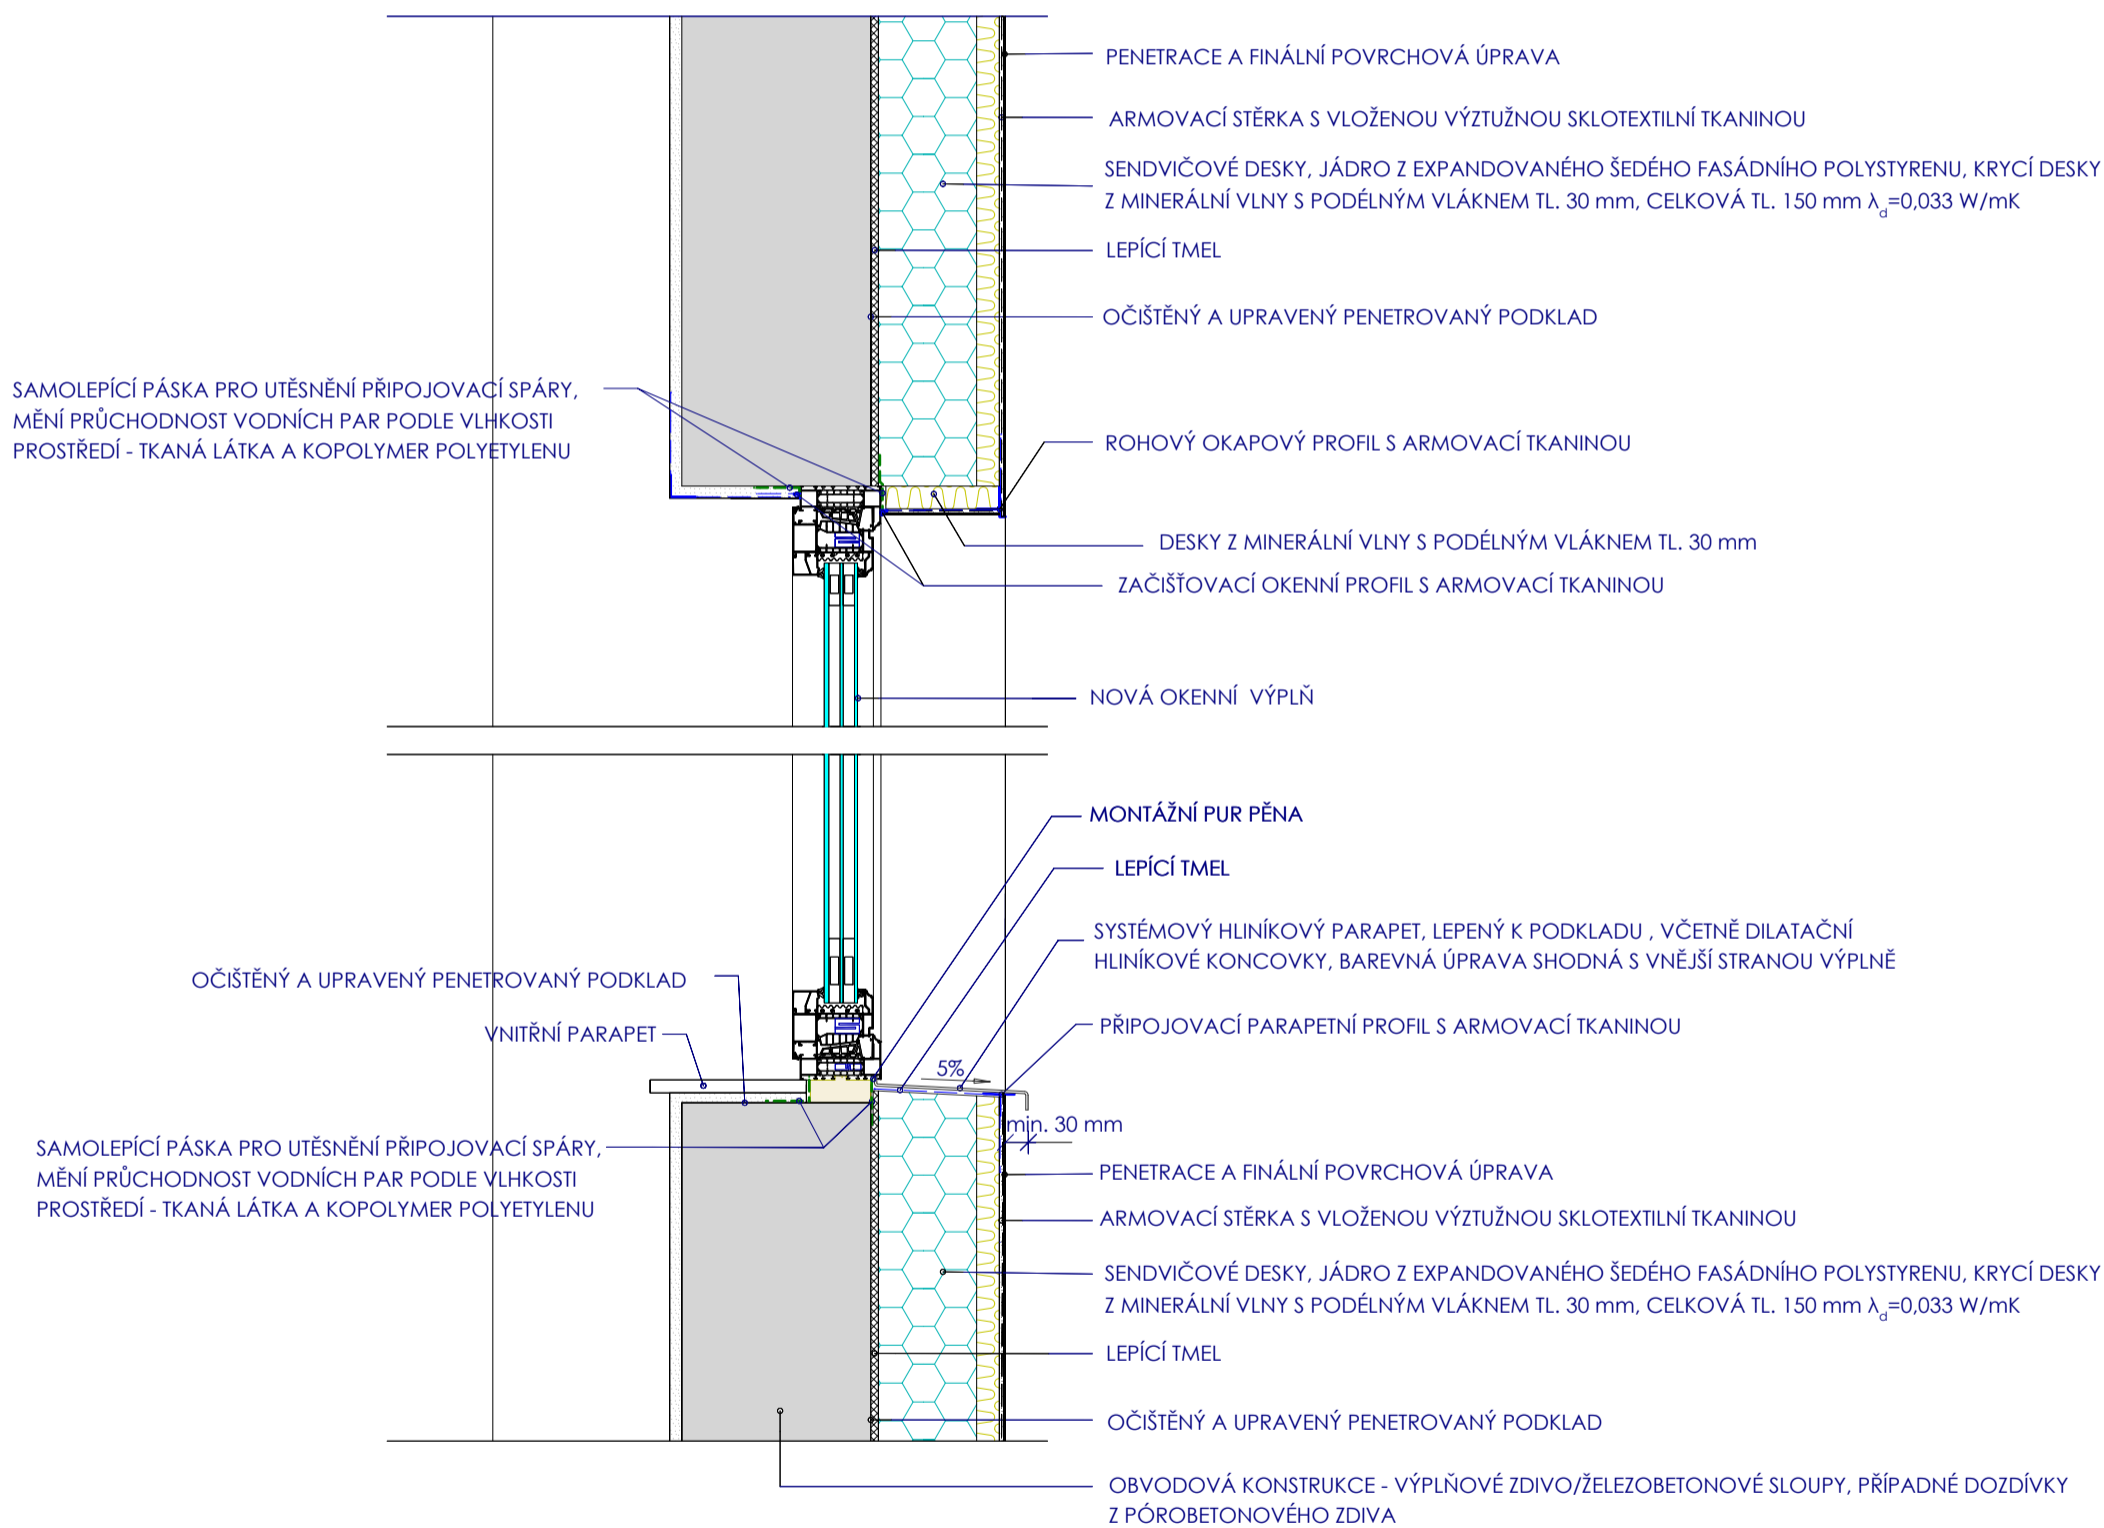 PENETRACE A FINÁLNÍ POVRCHOVÁ ÚPRAVA
ARMOVACÍ STĚRKA S VLOŽENOU VÝZTUŽNOU SKLOTEXTILNÍ TKANINOU
SENDVIČOVÉ DESKY, JÁDRO Z EXPANDOVANÉHO ŠEDÉHO FASÁDNÍHO POLYSTYRENU, KRYCÍ DESKY
Z MINERÁLNÍ VLNY S PODÉLNÝM VLÁKNEM TL. 30 mm, CELKOVÁ TL. 150 mm λd=0,033 W/mK
LEPÍCÍ TMEL
OČIŠTĚNÝ A UPRAVENÝ PENETROVANÝ PODKLAD
SAMOLEPÍCÍ PÁSKA PRO UTĚSNĚNÍ PŘIPOJOVACÍ SPÁRY,
MĚNÍ PRŮCHODNOST VODNÍCH PAR PODLE VLHKOSTI
PROSTŘEDÍ - TKANÁ LÁTKA A KOPOLYMER POLYETYLENU
ROHOVÝ OKAPOVÝ PROFIL S ARMOVACÍ TKANINOU
DESKY Z MINERÁLNÍ VLNY S PODÉLNÝM VLÁKNEM TL. 30 mm
ZAČIŠŤOVACÍ OKENNÍ PROFIL S ARMOVACÍ TKANINOU
NOVÁ OKENNÍ VÝPLŇ
MONTÁŽNÍ PUR PĚNA
LEPÍCÍ TMEL
SYSTÉMOVÝ HLINÍKOVÝ PARAPET, LEPENÝ K PODKLADU , VČETNĚ DILATAČNÍ
HLINÍKOVÉ KONCOVKY, BAREVNÁ ÚPRAVA SHODNÁ S VNĚJŠÍ STRANOU VÝPLNĚ
OČIŠTĚNÝ A UPRAVENÝ PENETROVANÝ PODKLAD
VNITŘNÍ PARAPET
PŘIPOJOVACÍ PARAPETNÍ PROFIL S ARMOVACÍ TKANINOU
5%
min. 30 mm
SAMOLEPÍCÍ PÁSKA PRO UTĚSNĚNÍ PŘIPOJOVACÍ SPÁRY,
MĚNÍ PRŮCHODNOST VODNÍCH PAR PODLE VLHKOSTI
PROSTŘEDÍ - TKANÁ LÁTKA A KOPOLYMER POLYETYLENU
PENETRACE A FINÁLNÍ POVRCHOVÁ ÚPRAVA
ARMOVACÍ STĚRKA S VLOŽENOU VÝZTUŽNOU SKLOTEXTILNÍ TKANINOU
SENDVIČOVÉ DESKY, JÁDRO Z EXPANDOVANÉHO ŠEDÉHO FASÁDNÍHO POLYSTYRENU, KRYCÍ DESKY
Z MINERÁLNÍ VLNY S PODÉLNÝM VLÁKNEM TL. 30 mm, CELKOVÁ TL. 150 mm λd=0,033 W/mK
LEPÍCÍ TMEL
OČIŠTĚNÝ A UPRAVENÝ PENETROVANÝ PODKLAD
OBVODOVÁ KONSTRUKCE - VÝPLŇOVÉ ZDIVO/ŽELEZOBETONOVÉ SLOUPY, PŘÍPADNÉ DOZDÍVKY
Z PÓROBETONOVÉHO ZDIVA